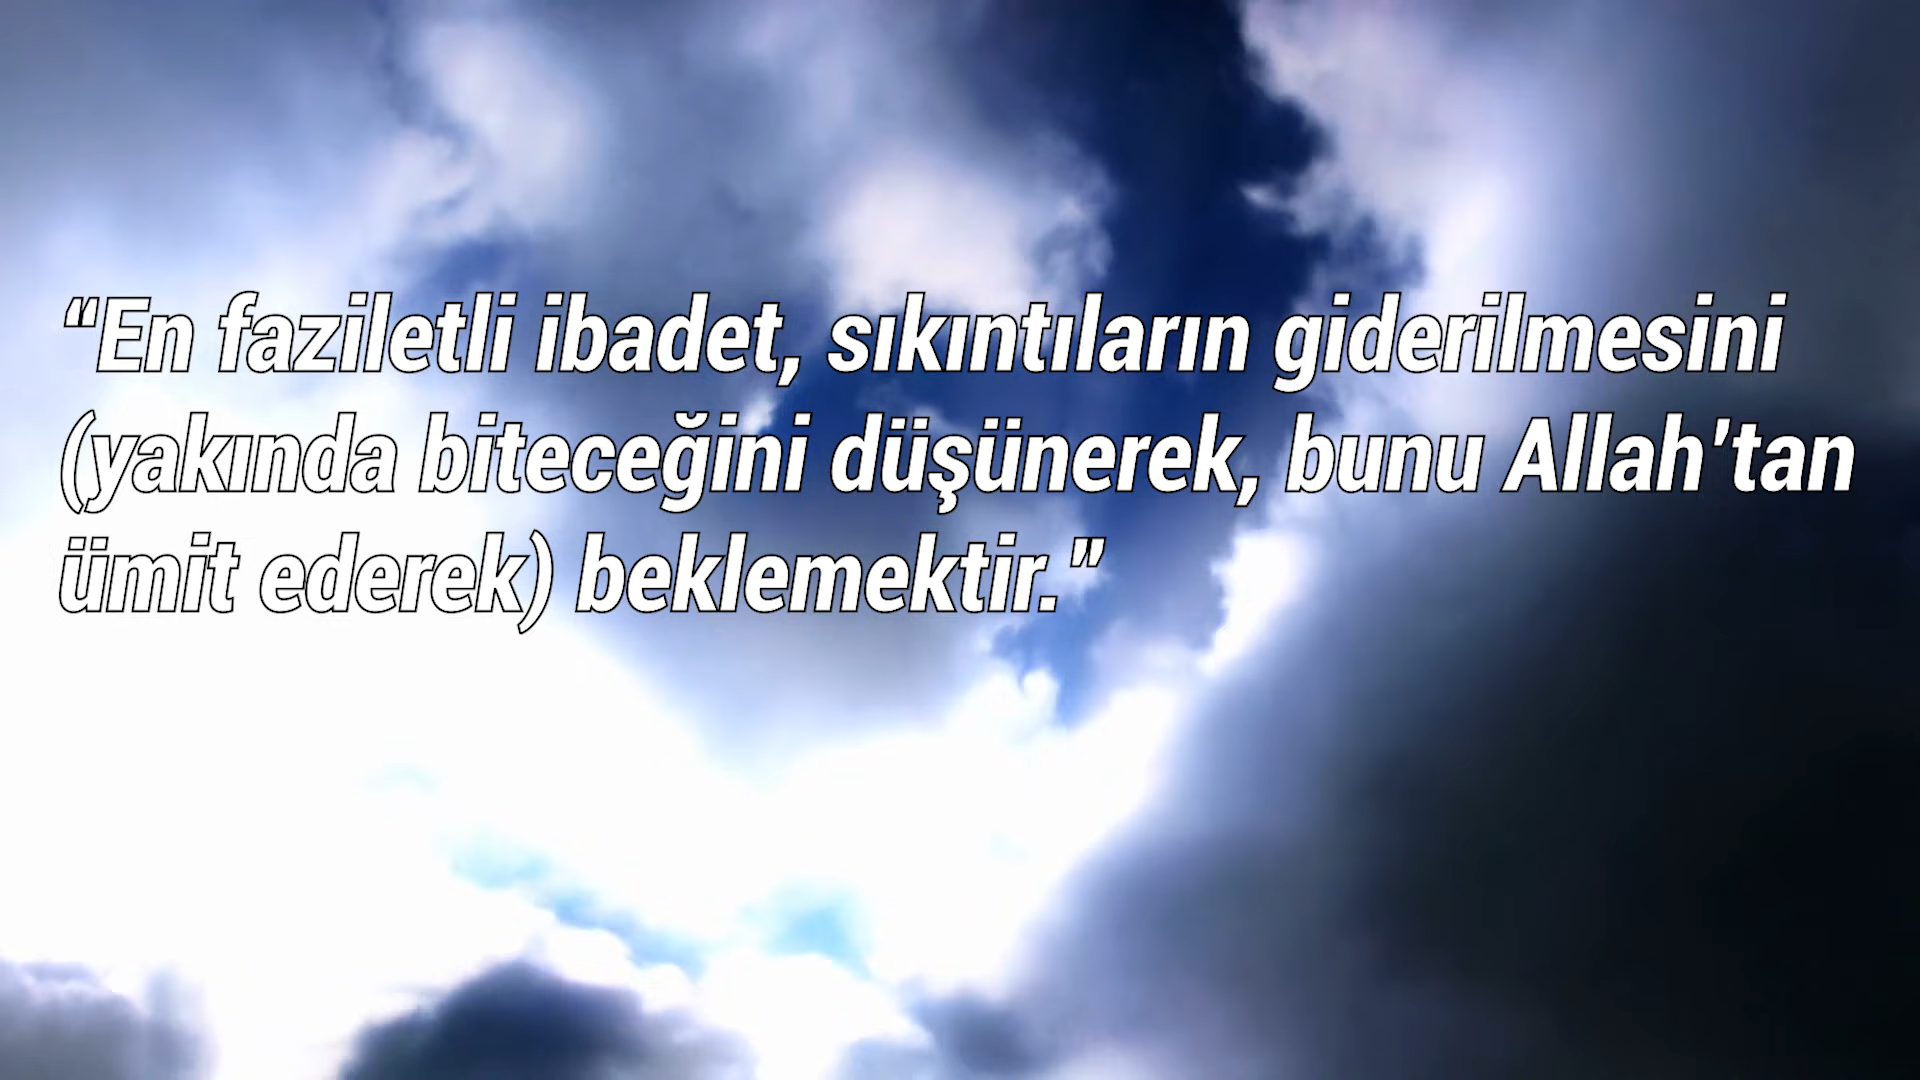 “En faziletli ibadet, sıkıntıların giderilmesini
(yakında biteceğini düşünerek, bunu Allah’tan
ümit ederek) beklemektir.”